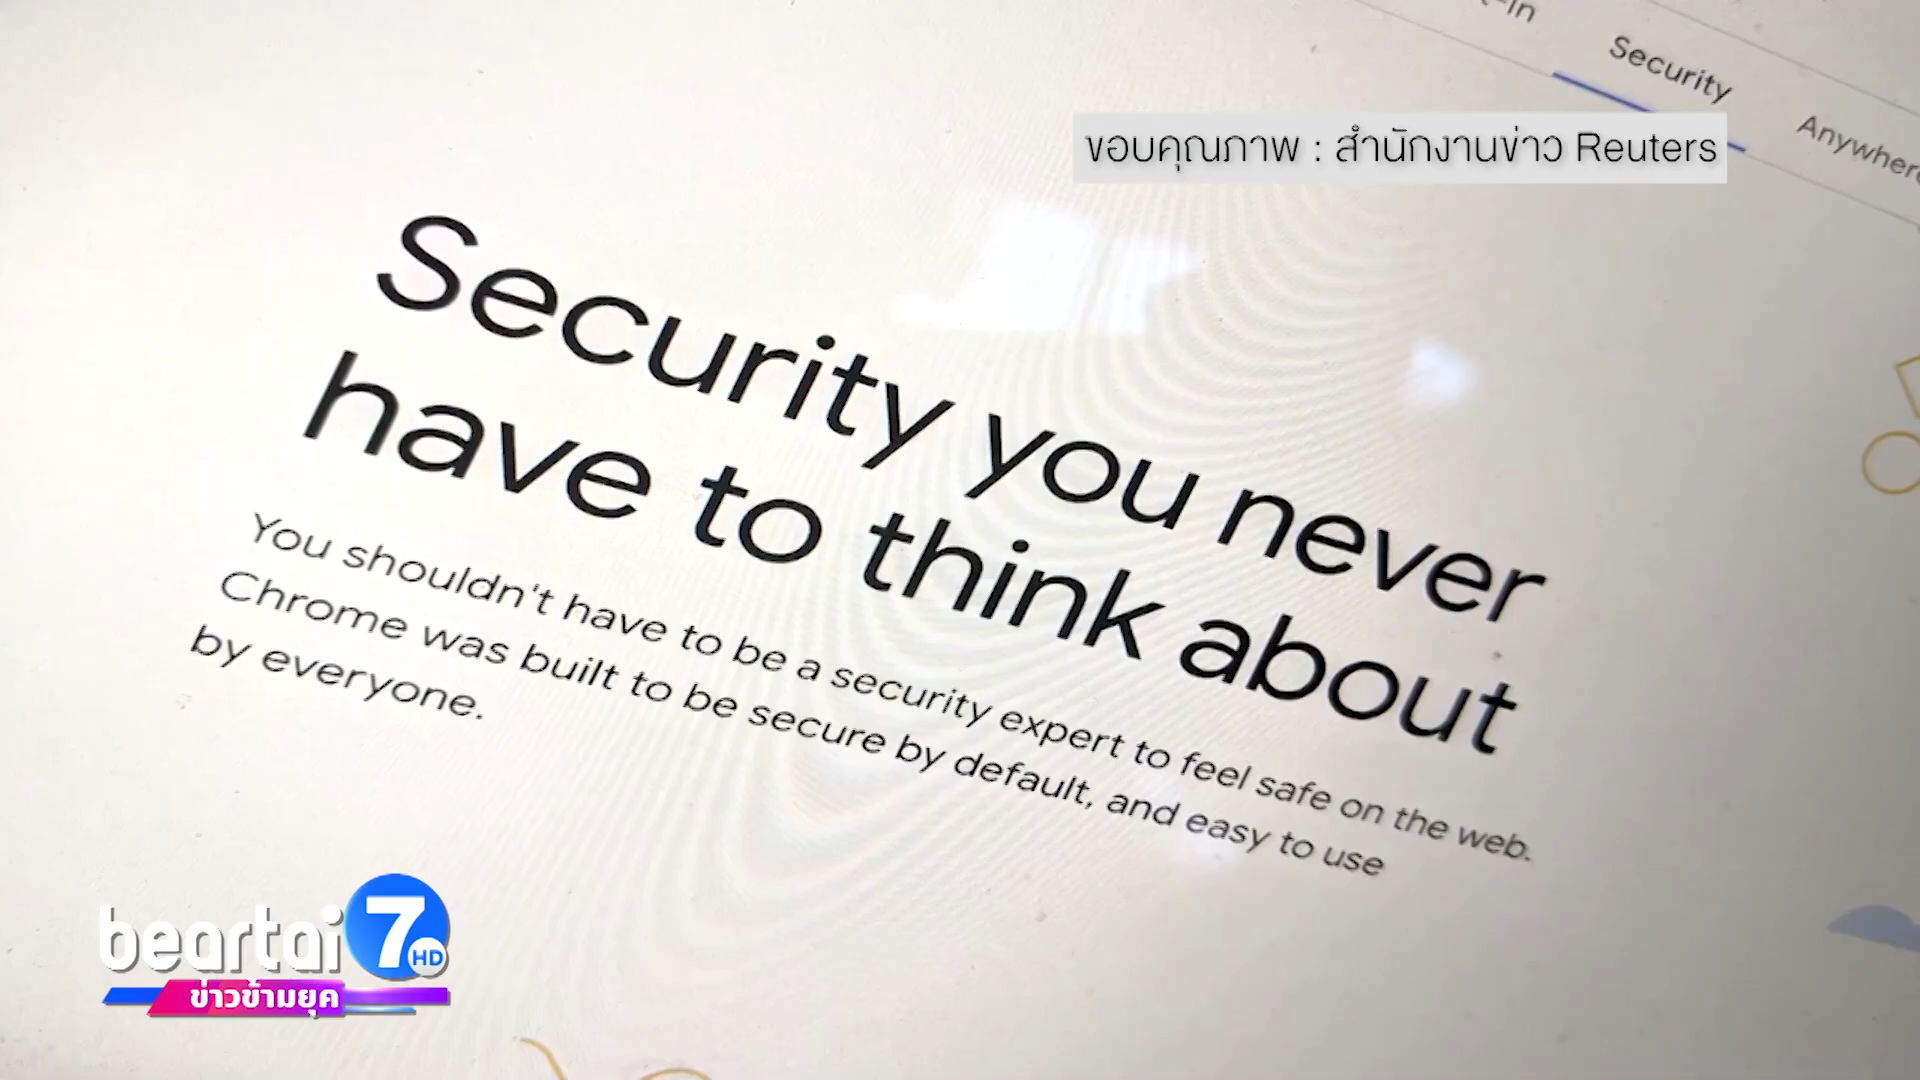 Security
ขอบคุณภาพ : สำนักงานข่าว Reuters
Security you never
have to think about
You shouldn't have to be a security expert to feel safe on the web.
Chrome was built to be secure by default, and easy to use
by everyone.
beartai 7HD
ข่าวข้ามยุค